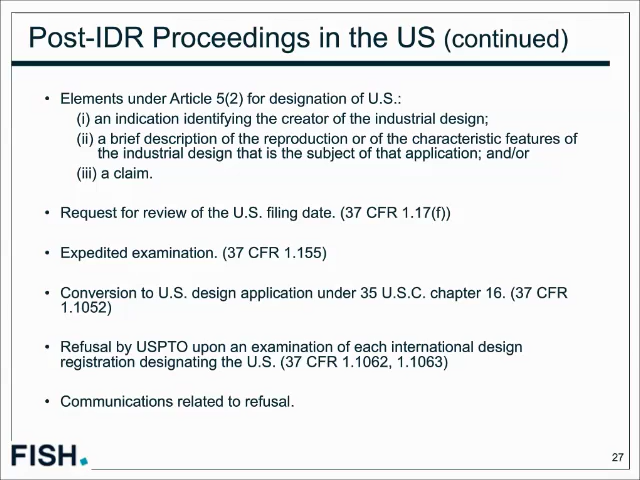 Post-IDR Proceedings in the US (continued)
• Elements under Article 5(2) for designation of U.S.:
(i) an indication identifying the creator of the industrial design;
(ii) a brief description of the reproduction or of the characteristic features of
the industrial design that is the subject of that application; and/or
(iii) a claim.
• Request for review of the U.S. filing date. (37 CFR 1.17(f))
• Expedited examination. (37 CFR 1.155)
• Conversion to U.S. design application under 35 U.S.C. chapter 16. (37 CFR
1.1052)
• Refusal by USPTO upon an examination of each international design
registration designating the U.S. (37 CFR 1.1062, 1.1063)
• Communications related to refusal.
FISH.
27